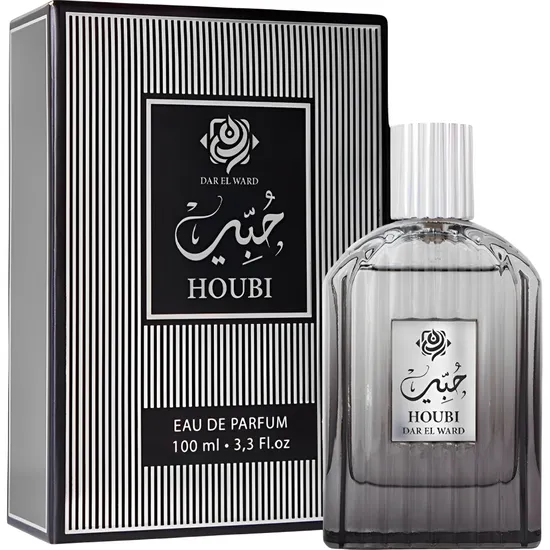 DAR EL WARD
حُبّي
HOUBI
EAU DE PARFUM
100 ml • 3,3 Fl.oz
حُبّي
HOUBI
DAR EL WARD